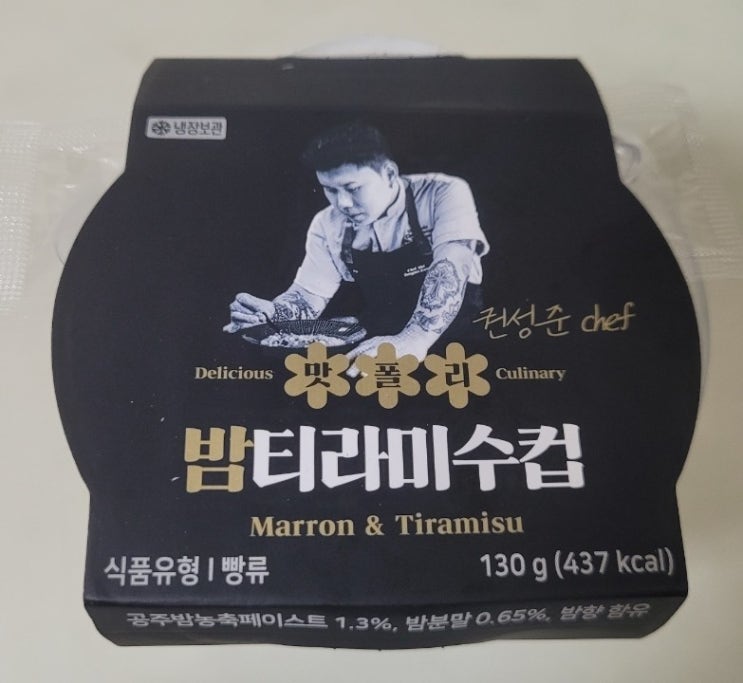 냉장보관
권성준 chef
Delicious 맛폴리 Culinary
밤티라미수컵
Marron & Tiramisu
식품유형 | 빵류 130 g (437 kcal)
공주밤농축페이스트 1.3%, 밤분말 0.65%, 밤향 함유